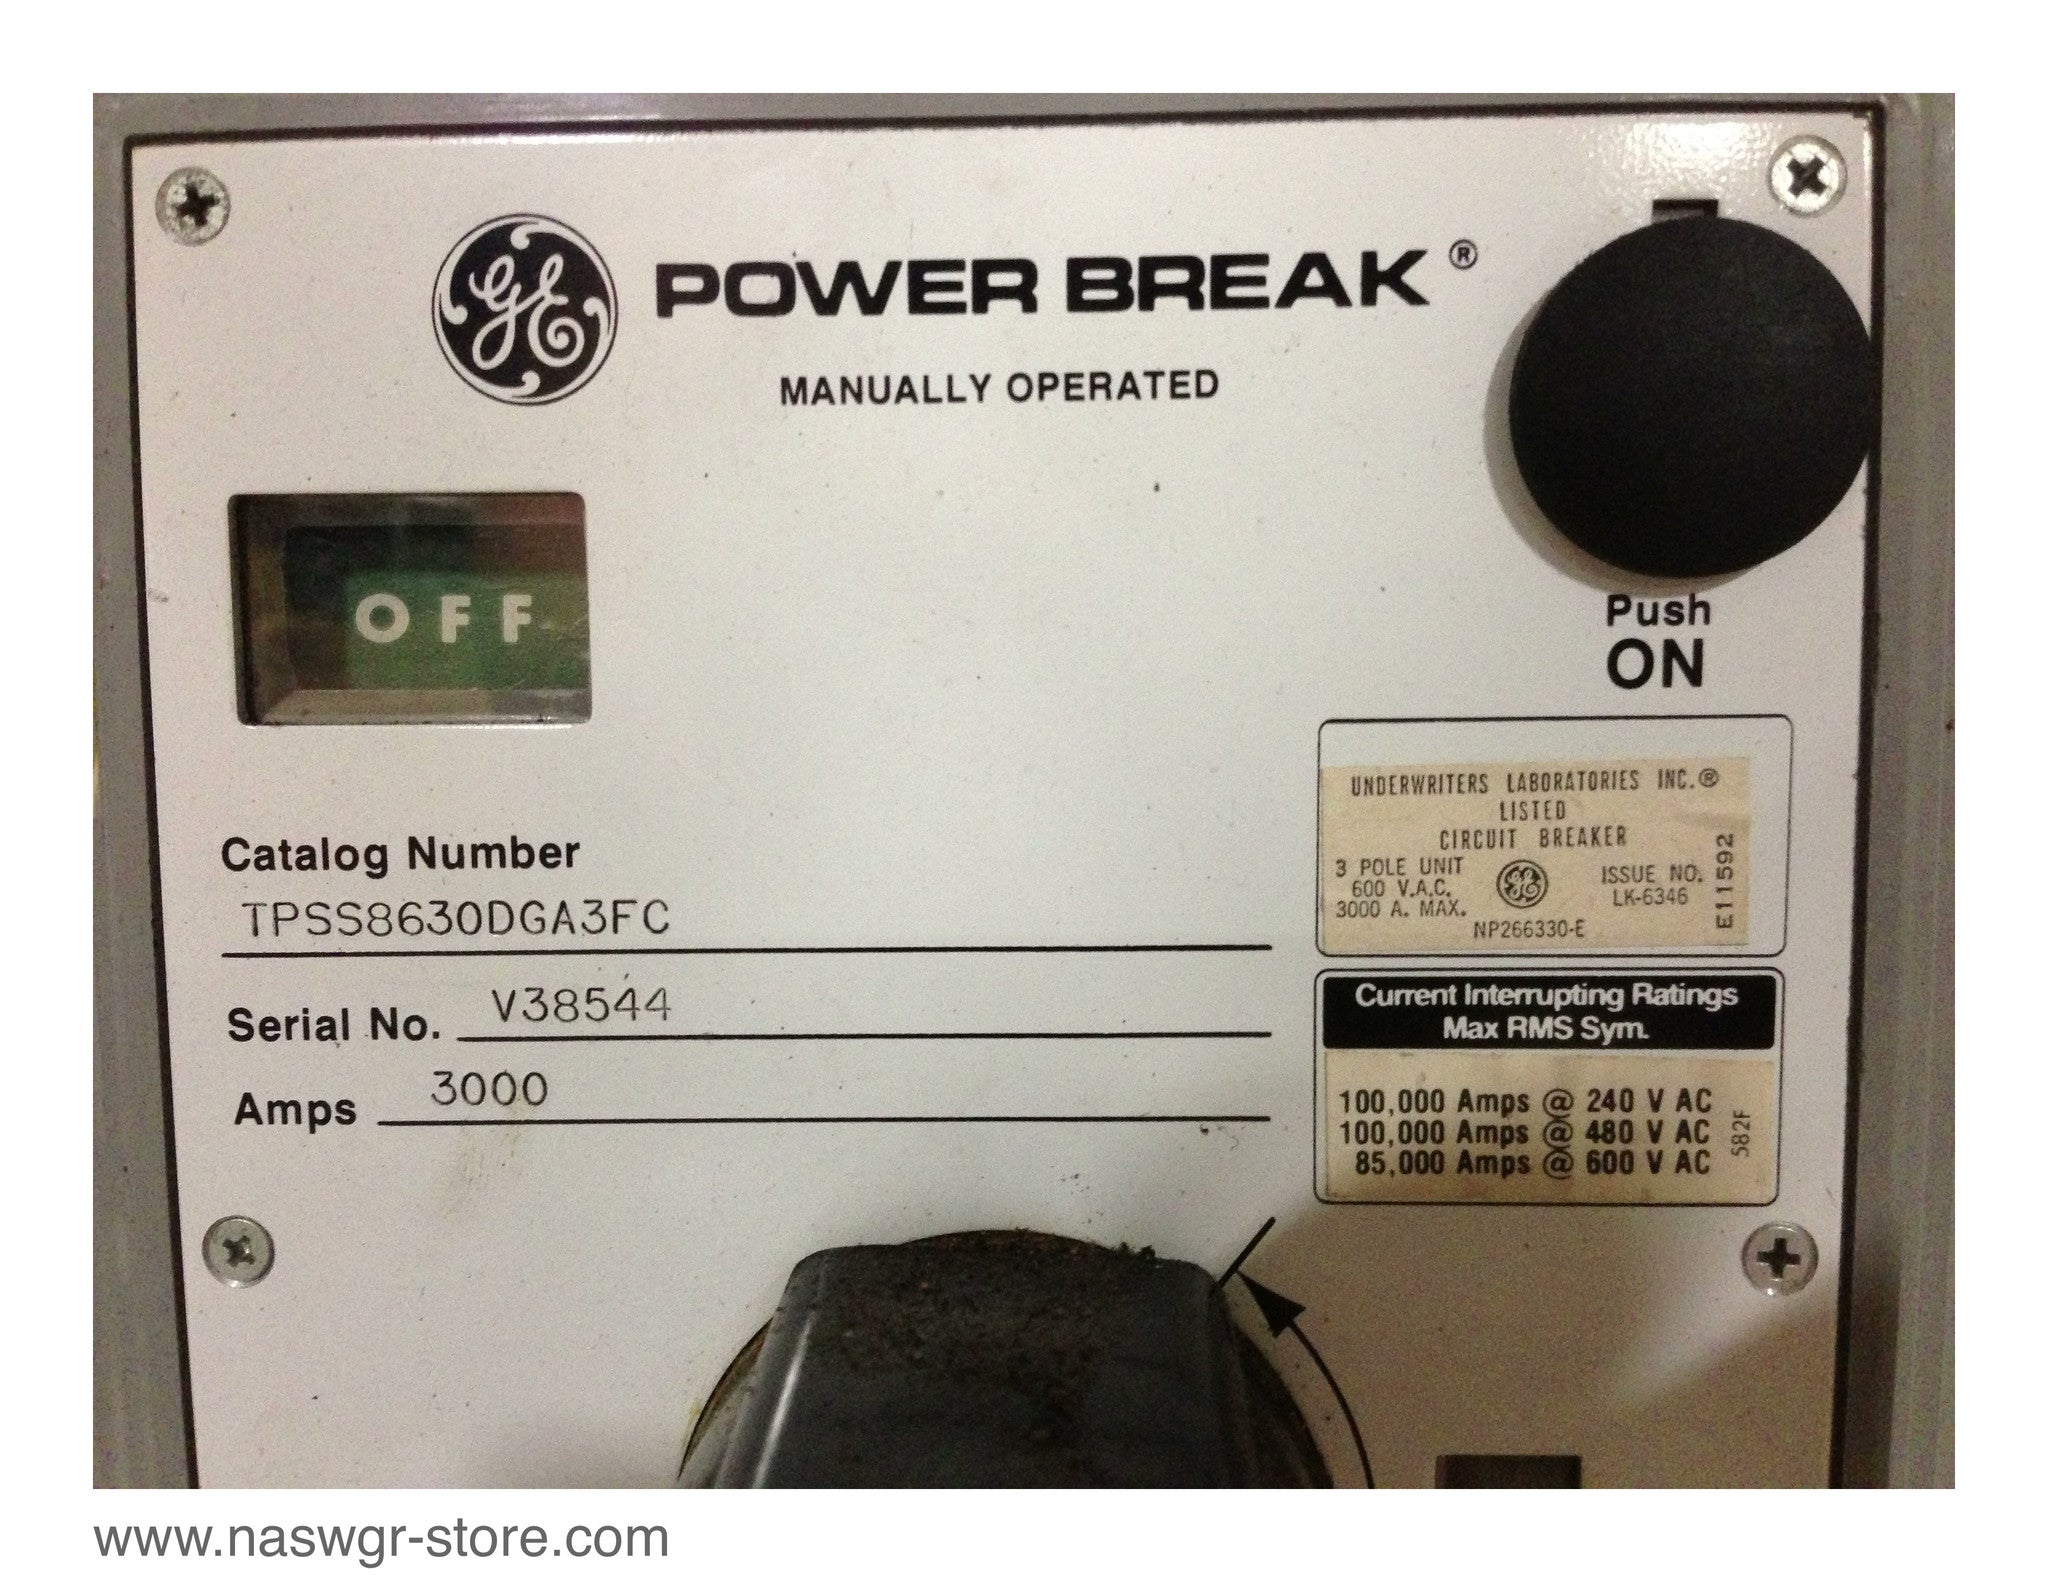 GE POWER BREAK ®
MANUALLY OPERATED
OFF
Push
ON
Catalog Number
TPSS8630DGA3FC
Serial No. V38544
Amps 3000
UNDERWRITERS LABORATORIES INC.®
LISTED
CIRCUIT BREAKER
3 POLE UNIT
600 V.A.C.
3000 A. MAX.
GE
ISSUE NO.
LK-6346
NP266330-E
E11592
Current Interrupting Ratings
Max RMS Sym.
100,000 Amps @ 240 V AC
100,000 Amps @ 480 V AC
85,000 Amps @ 600 V AC
582F
www.naswgr-store.com